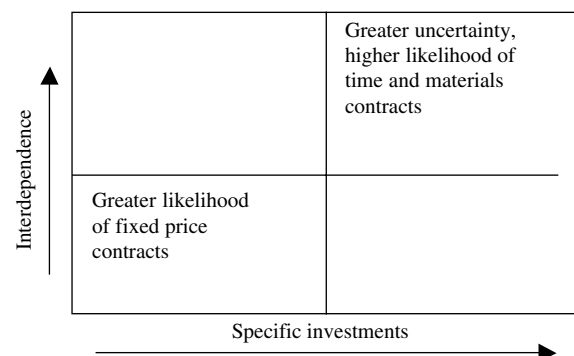 Greater uncertainty,
higher likelihood of
time and materials
contracts
Interdependence
Greater likelihood
of fixed price
contracts
Specific investments